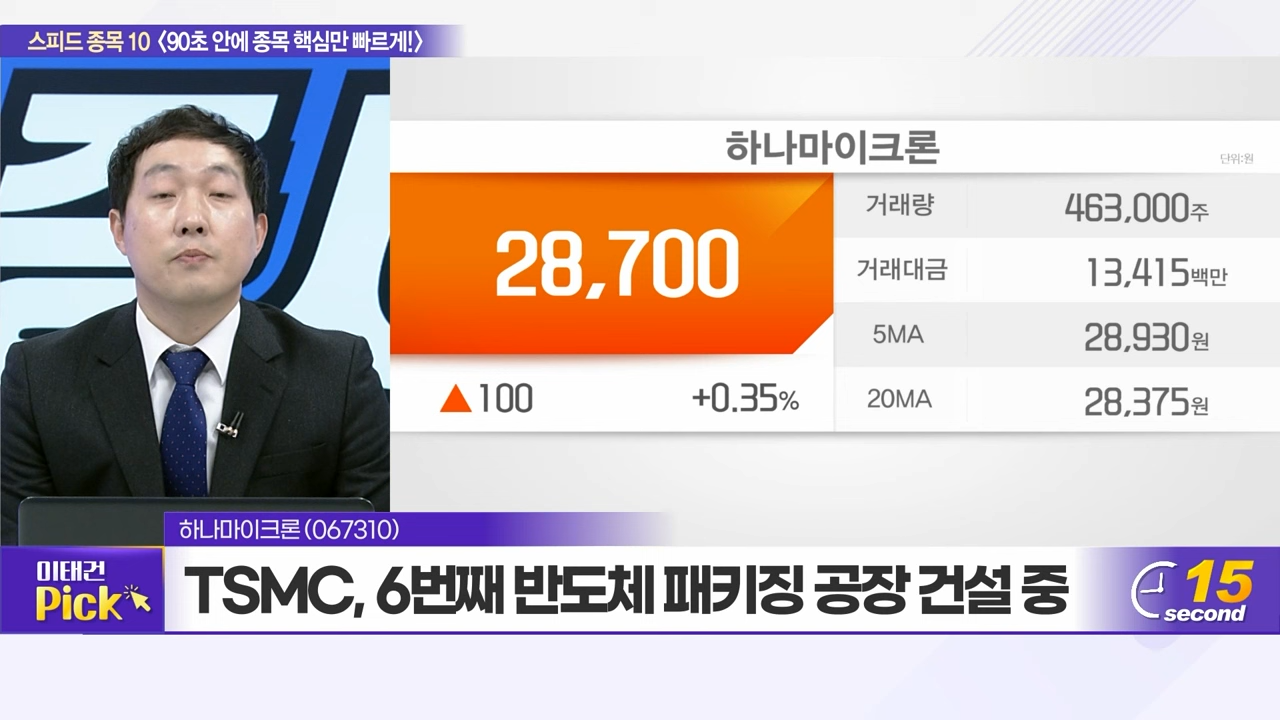 스피드 종목 10 〈90초 안에 종목 핵심만 빠르게!〉
하나마이크론
단위:원
28,700
▲100 +0.35%
거래량 463,000주
거래대금 13,415백만
5MA 28,930원
20MA 28,375원
하나마이크론 (067310)
이태건
Pick
TSMC, 6번째 반도체 패키징 공장 건설 중
15
second